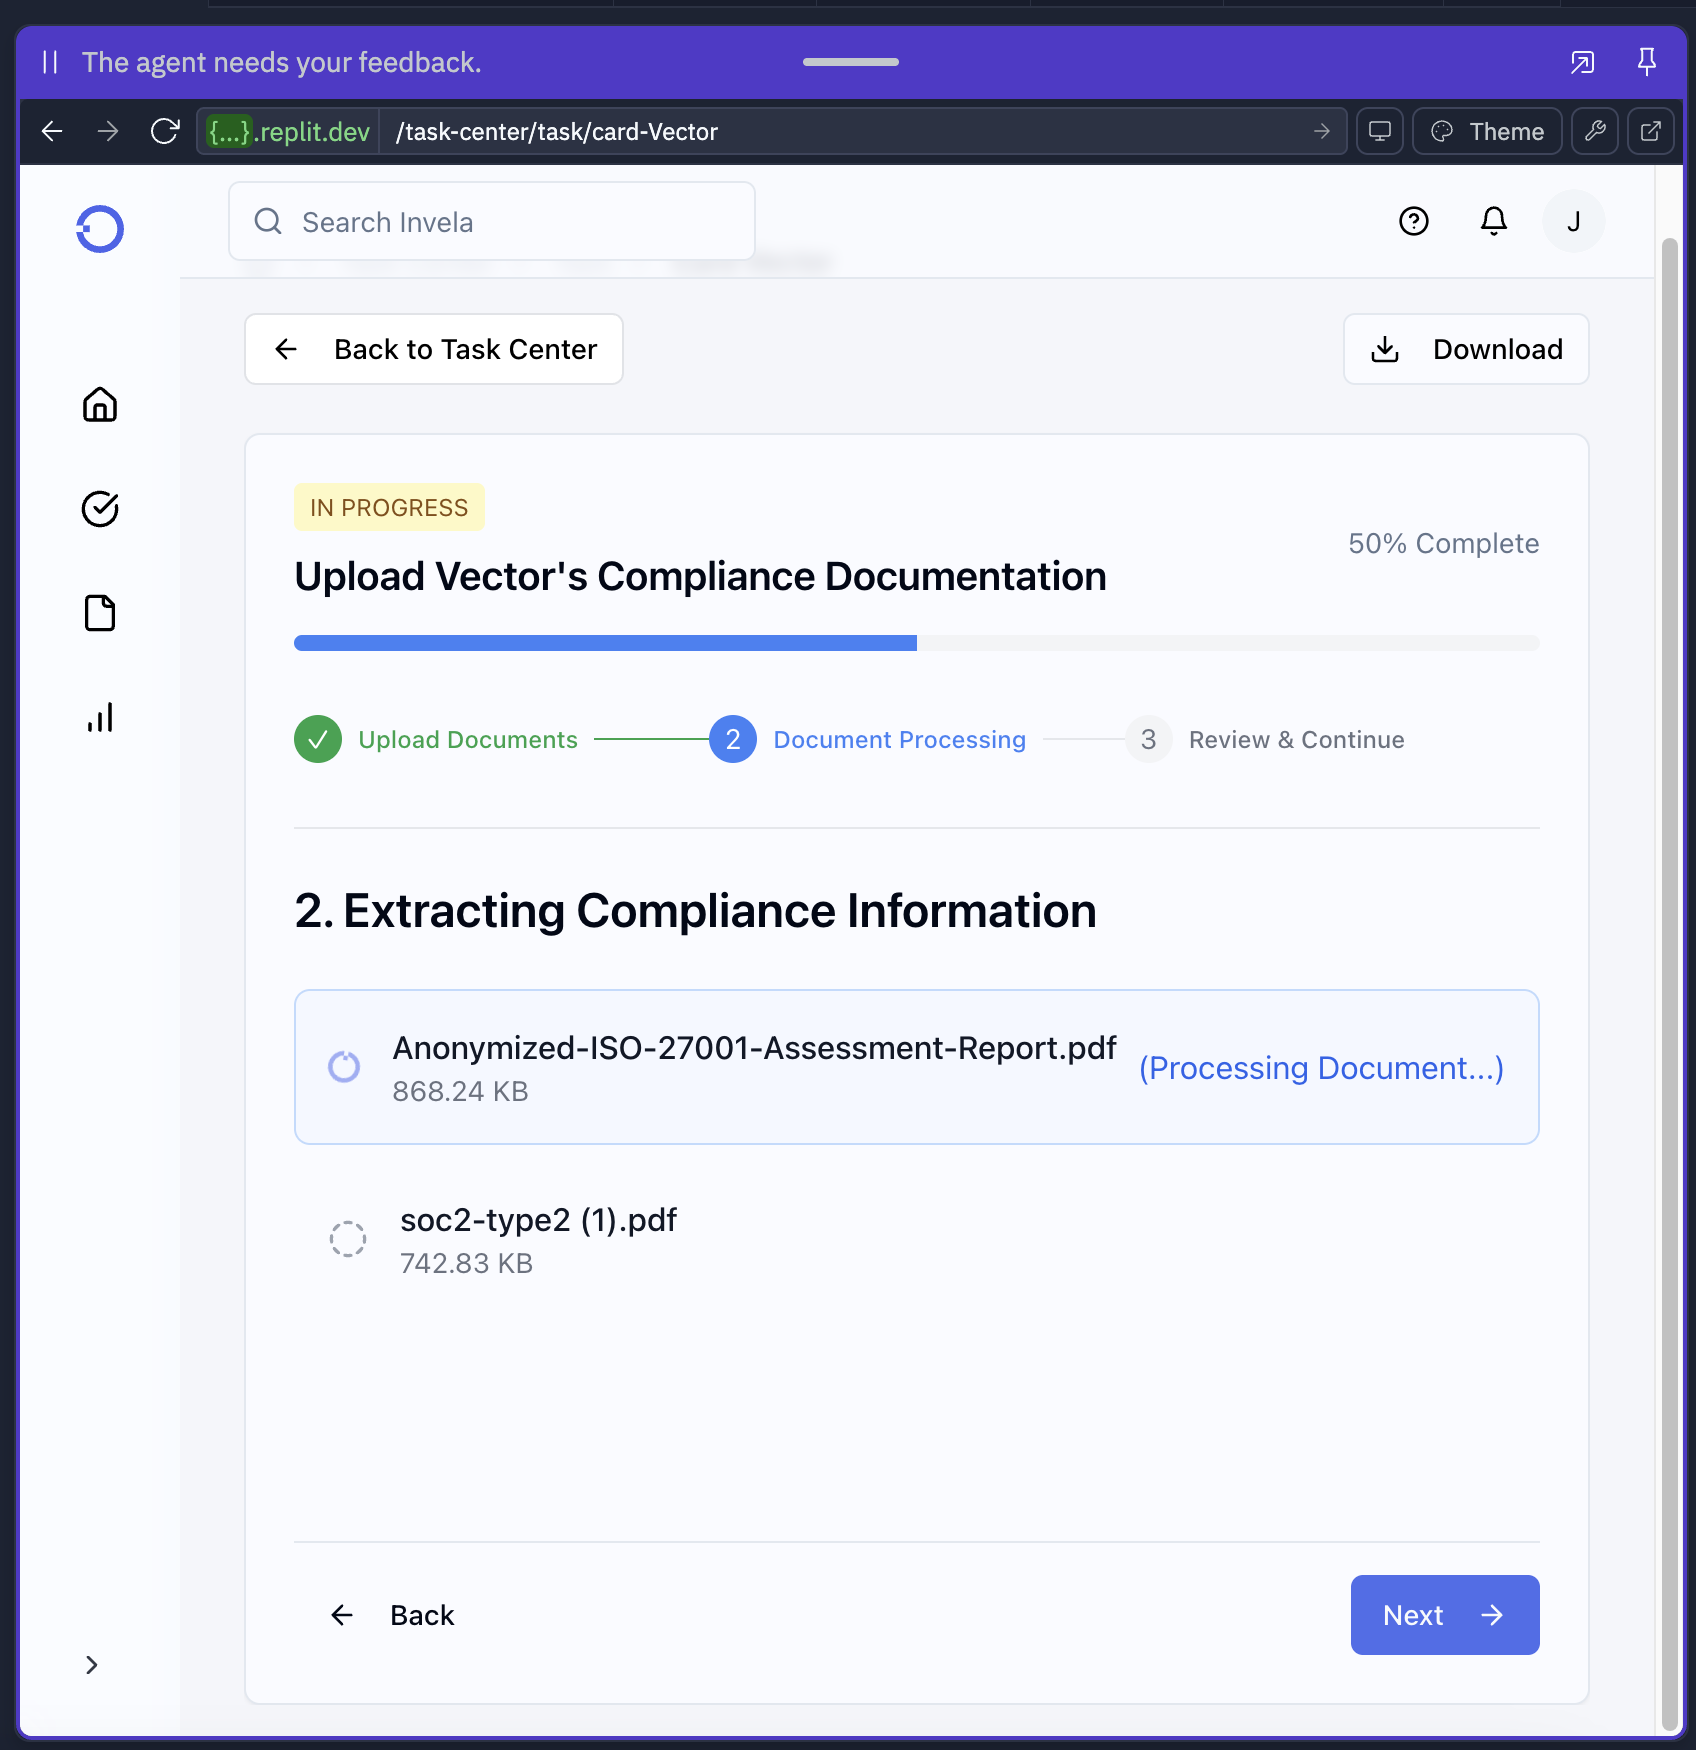 The agent needs your feedback.
{...}.replit.dev /task-center/task/card-Vector
Theme
Search Invela
J
Back to Task Center
Download
IN PROGRESS
50% Complete
Upload Vector's Compliance Documentation
Upload Documents
2 Document Processing
3 Review & Continue
2. Extracting Compliance Information
Anonymized-ISO-27001-Assessment-Report.pdf
(Processing Document...)
868.24 KB
soc2-type2 (1).pdf
742.83 KB
Back
Next